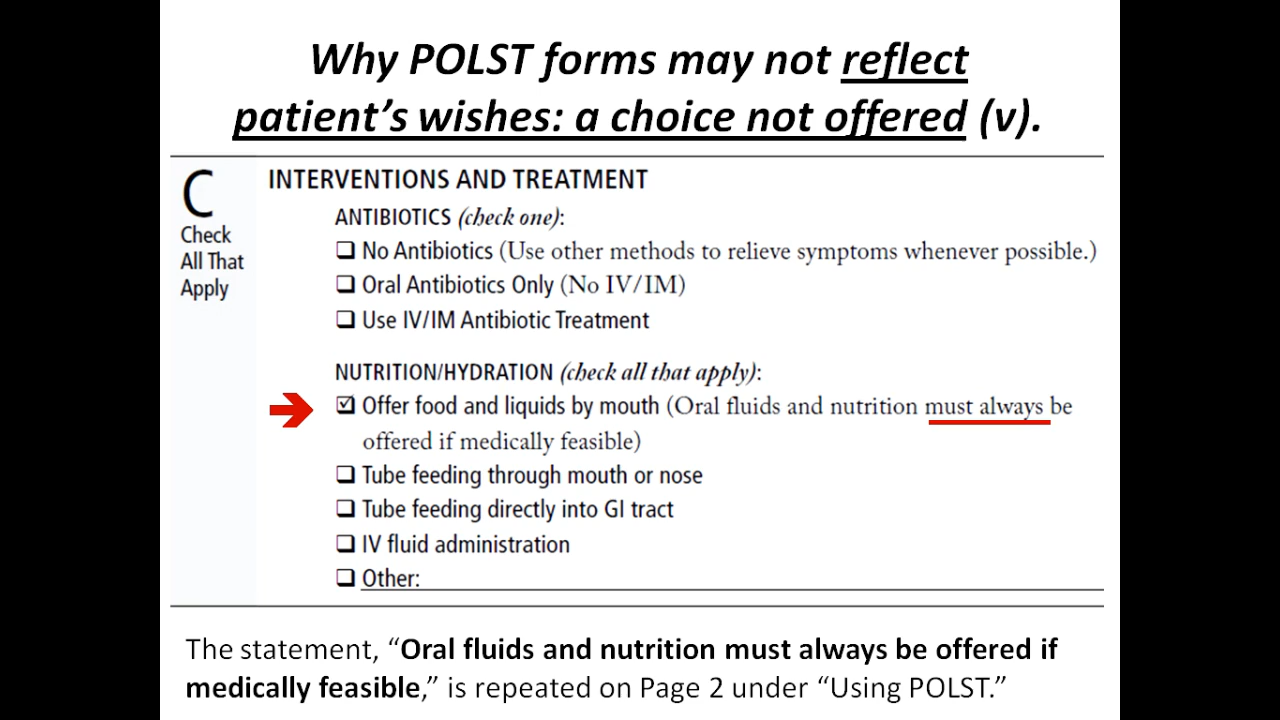 Why POLST forms may not reflect
patient's wishes: a choice not offered (v).
C
Check
All That
Apply
INTERVENTIONS AND TREATMENT
ANTIBIOTICS (check one):
❑ No Antibiotics (Use other methods to relieve symptoms whenever possible.)
❑ Oral Antibiotics Only (No IV/IM)
❑ Use IV/IM Antibiotic Treatment
NUTRITION/HYDRATION (check all that apply):
☑ Offer food and liquids by mouth (Oral fluids and nutrition must always be
offered if medically feasible)
❑ Tube feeding through mouth or nose
❑ Tube feeding directly into GI tract
❑ IV fluid administration
❑ Other:
The statement, “Oral fluids and nutrition must always be offered if
medically feasible,” is repeated on Page 2 under “Using POLST.”